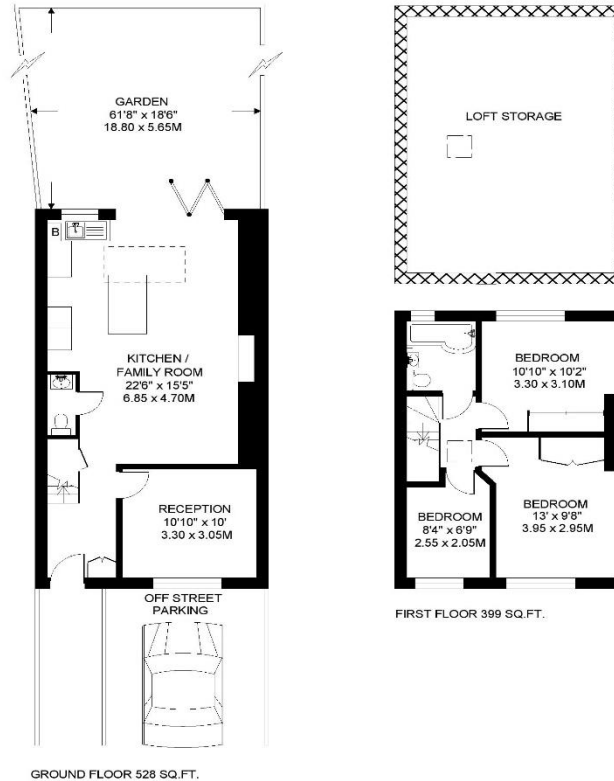 GARDEN
61'8" x 18'6"
18.80 x 5.65M
B
KITCHEN /
FAMILY ROOM
22'6" x 15'5"
6.85 x 4.70M
RECEPTION
10'10" x 10'
3.30 x 3.05M
OFF STREET
PARKING
GROUND FLOOR 528 SQ.FT.
LOFT STORAGE
BEDROOM
10'10" x 10'2"
3.30 x 3.10M
BEDROOM
13' x 9'8"
3.95 x 2.95M
BEDROOM
8'4" x 6'9"
2.55 x 2.05M
FIRST FLOOR 399 SQ.FT.